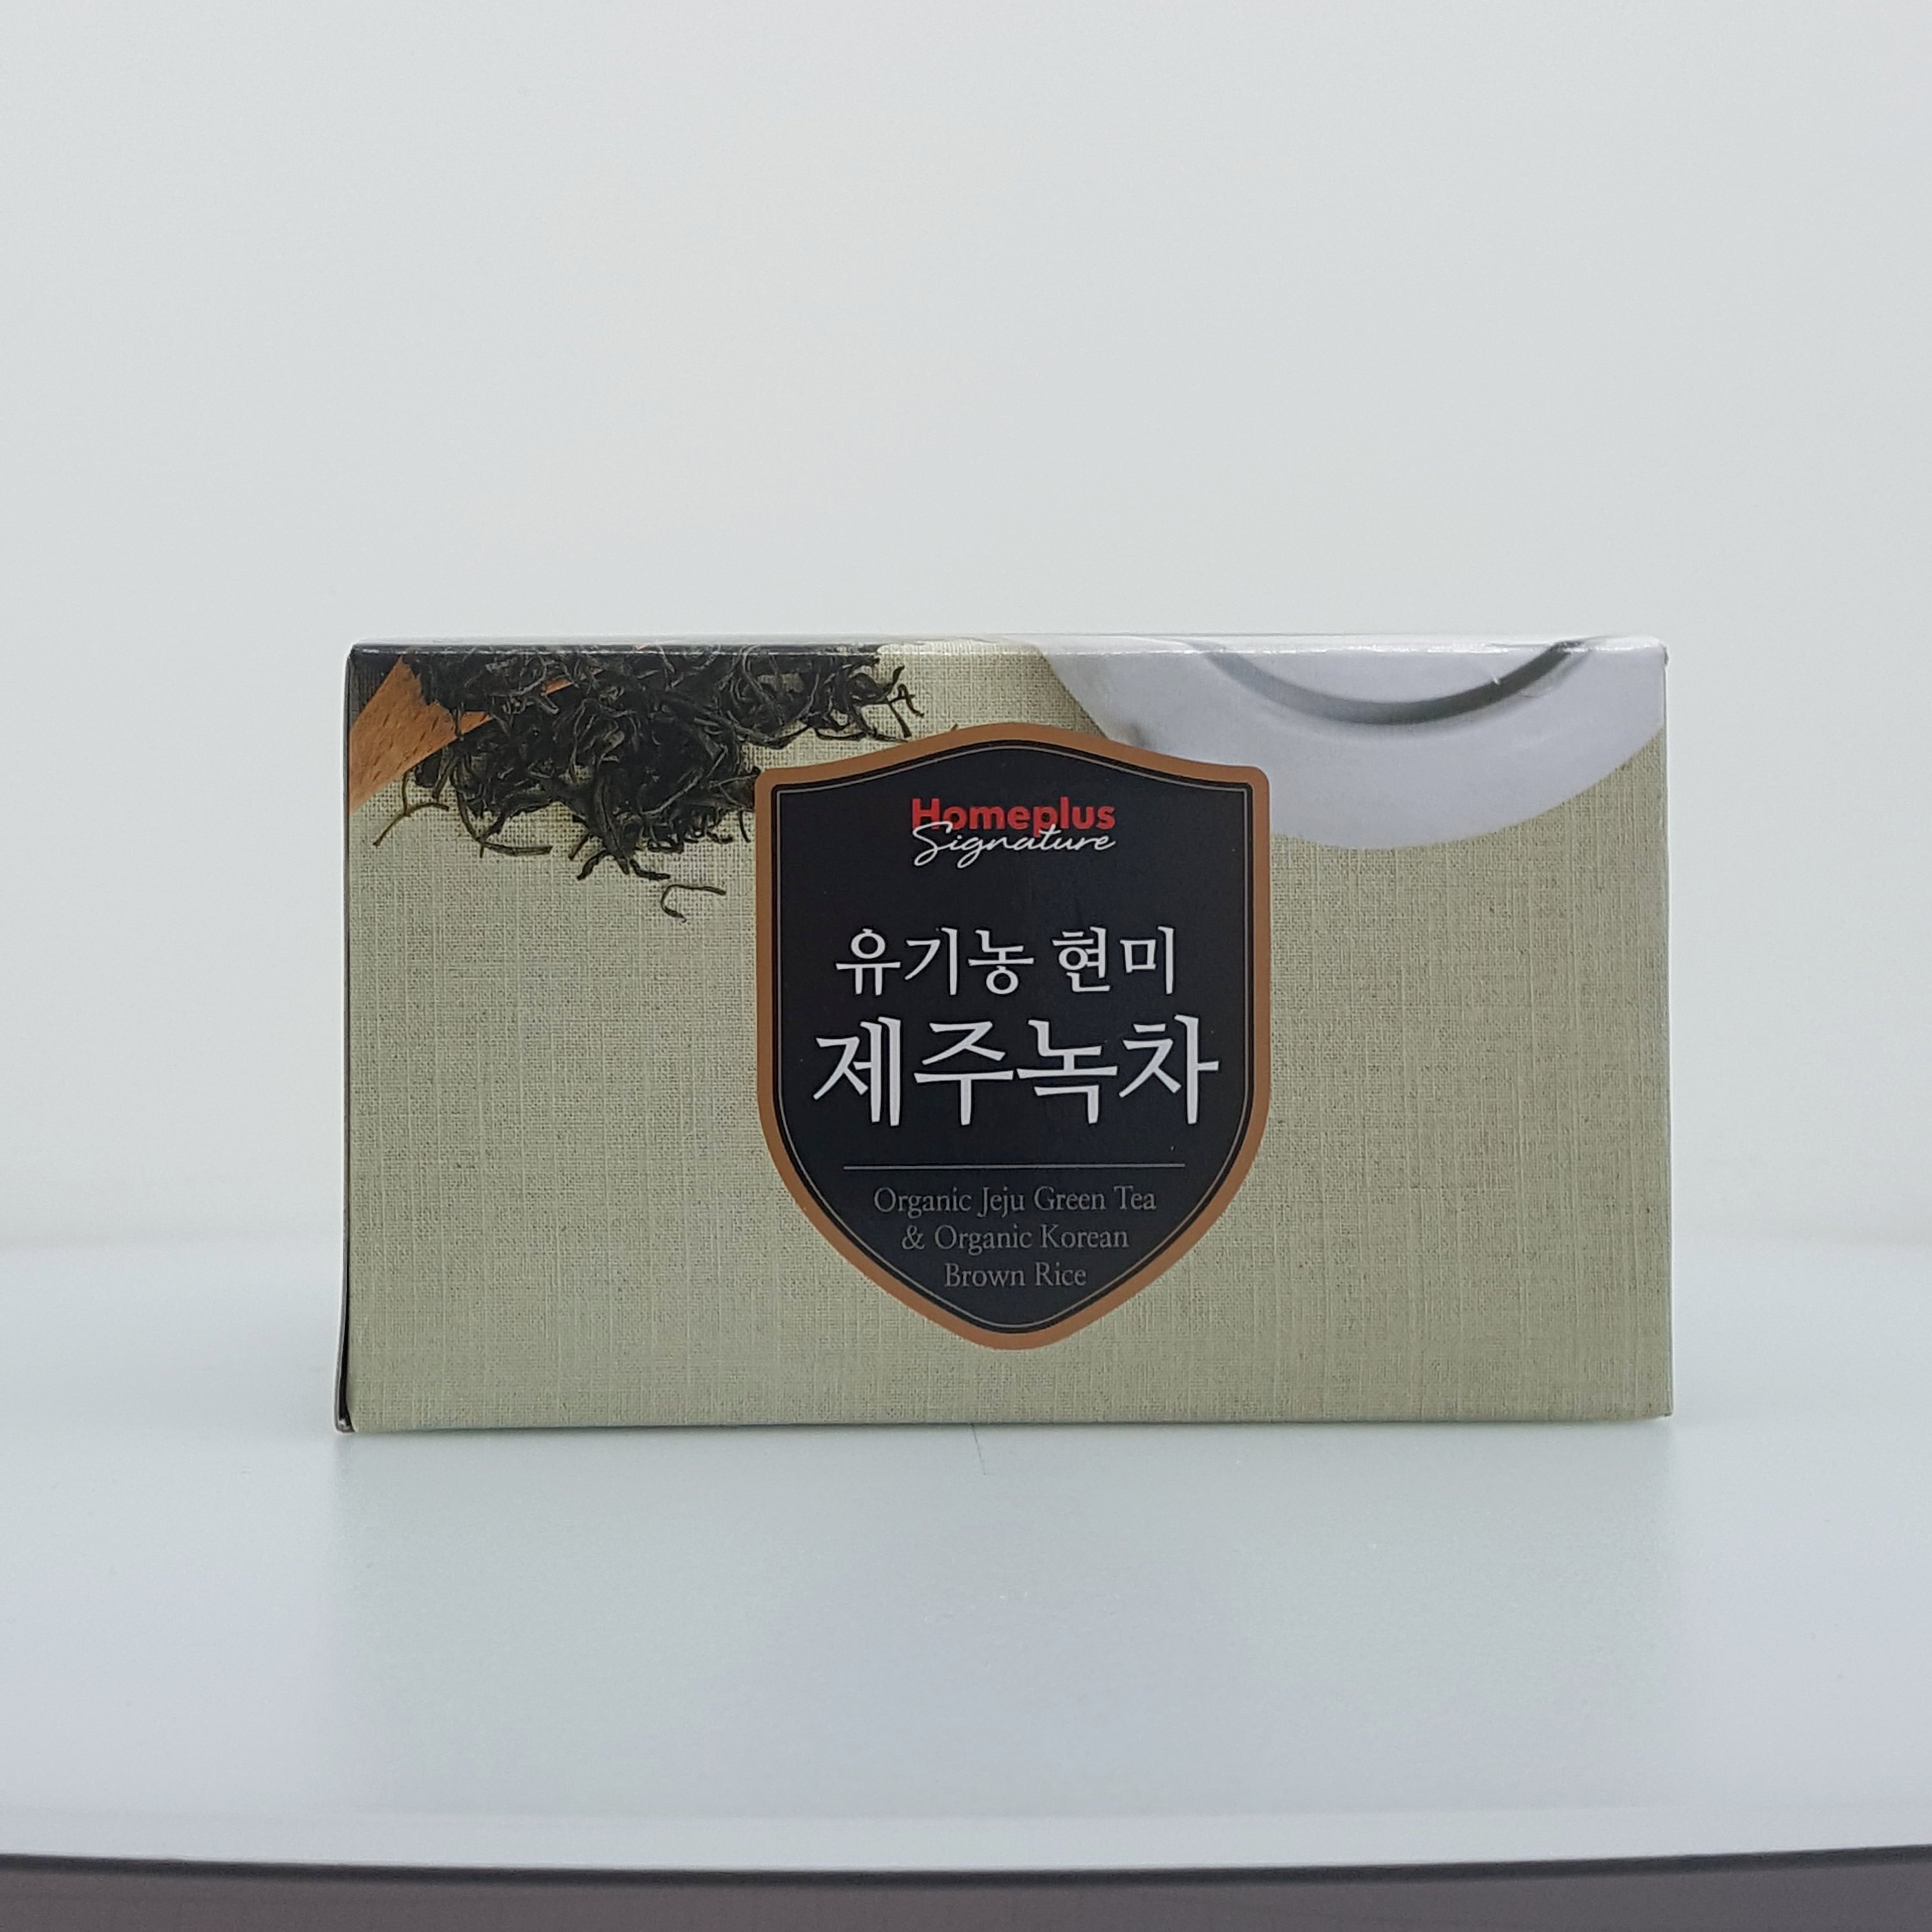 Homeplus
Signature
유기농 현미
제주녹차
Organic Jeju Green Tea
& Organic Korean
Brown Rice